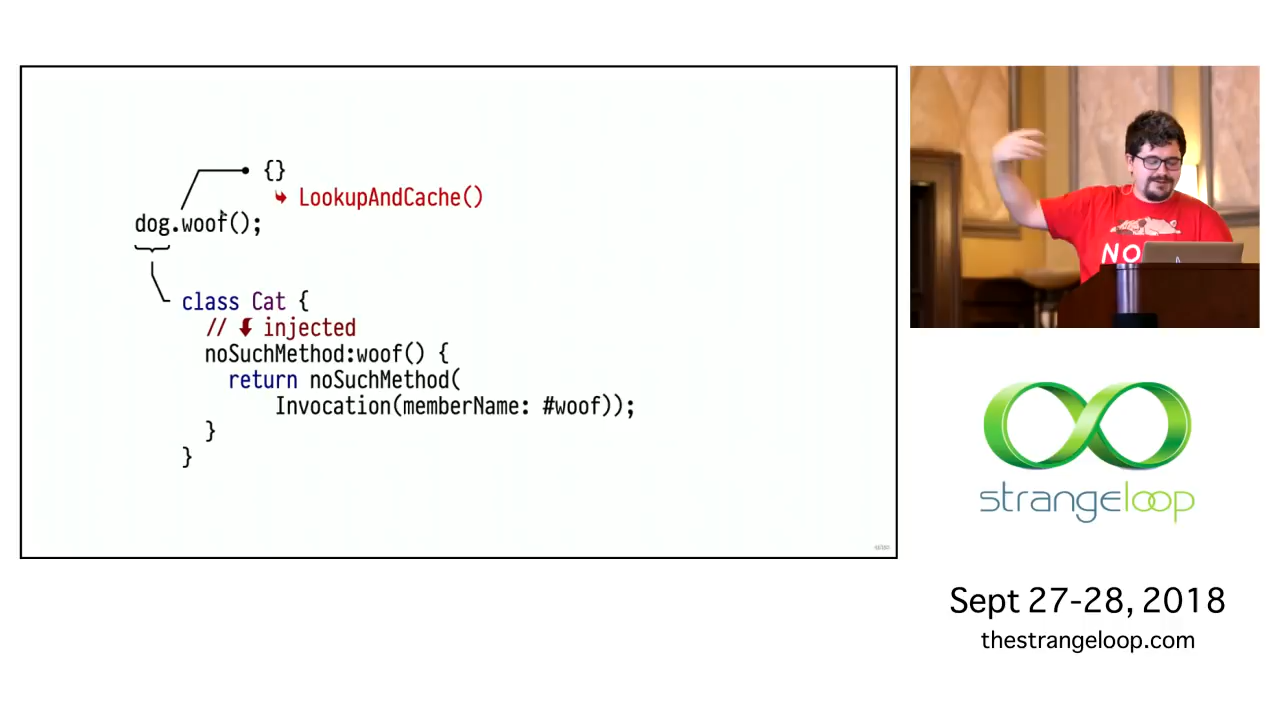 {}
↳ LookupAndCache()
dog.woof();
class Cat {
// ⬇ injected
noSuchMethod:woof() {
return noSuchMethod(
Invocation(memberName: #woof));
}
}
NO
strangeloop
Sept 27-28, 2018
thestrangeloop.com